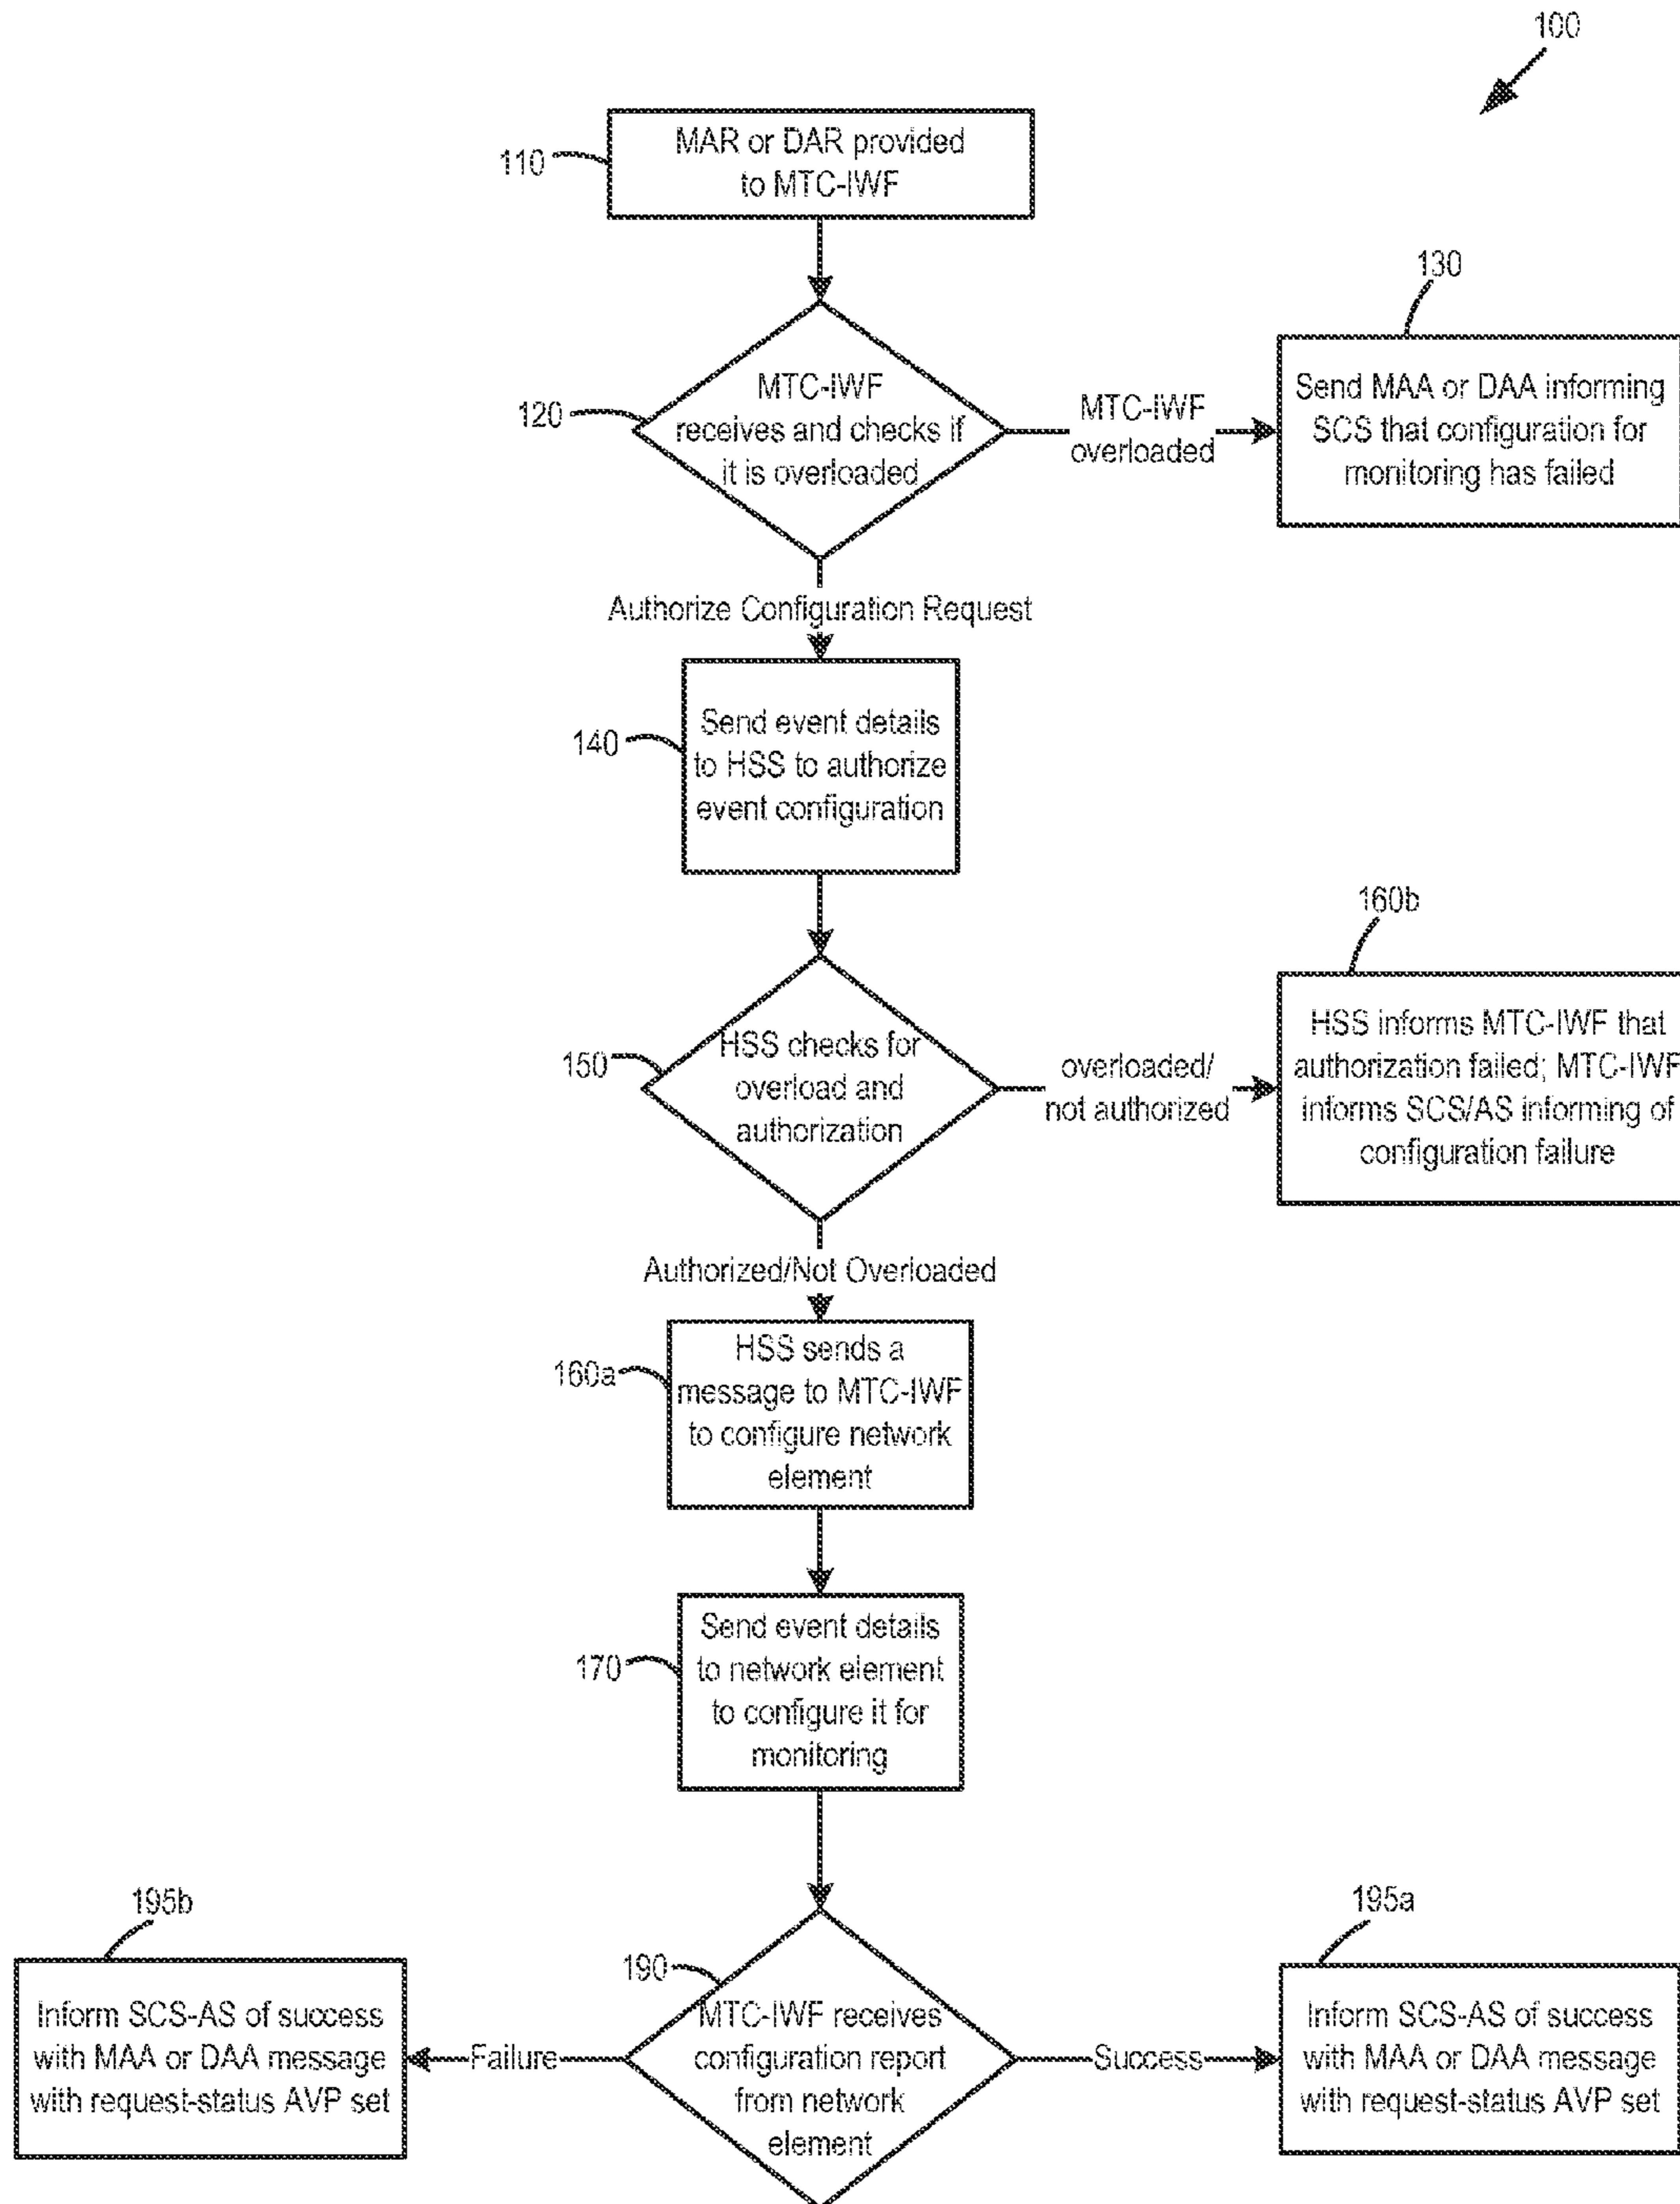 100
110
MAR or DAR provided
to MTC-IWF
120
MTC-IWF
receives and checks if
it is overloaded
MTC-IWF
overloaded
130
Send MAA or DAA informing
SCS that configuration for
monitoring has failed
Authorize Configuration Request
140
Send event details
to HSS to authorize
event configuration
150
HSS checks for
overload and
authorization
overloaded/
not authorized
160b
HSS informs MTC-IWF that
authorization failed; MTC-IWF
informs SCS/AS informing of
configuration failure
Authorized/Not Overloaded
160a
HSS sends a
message to MTC-IWF
to configure network
element
170
Send event details
to network element
to configure it for
monitoring
190
MTC-IWF receives
configuration report
from network
element
195b
Failure
Inform SCS-AS of success
with MAA or DAA message
with request-status AVP set
195a
Success
Inform SCS-AS of success
with MAA or DAA message
with request-status AVP set